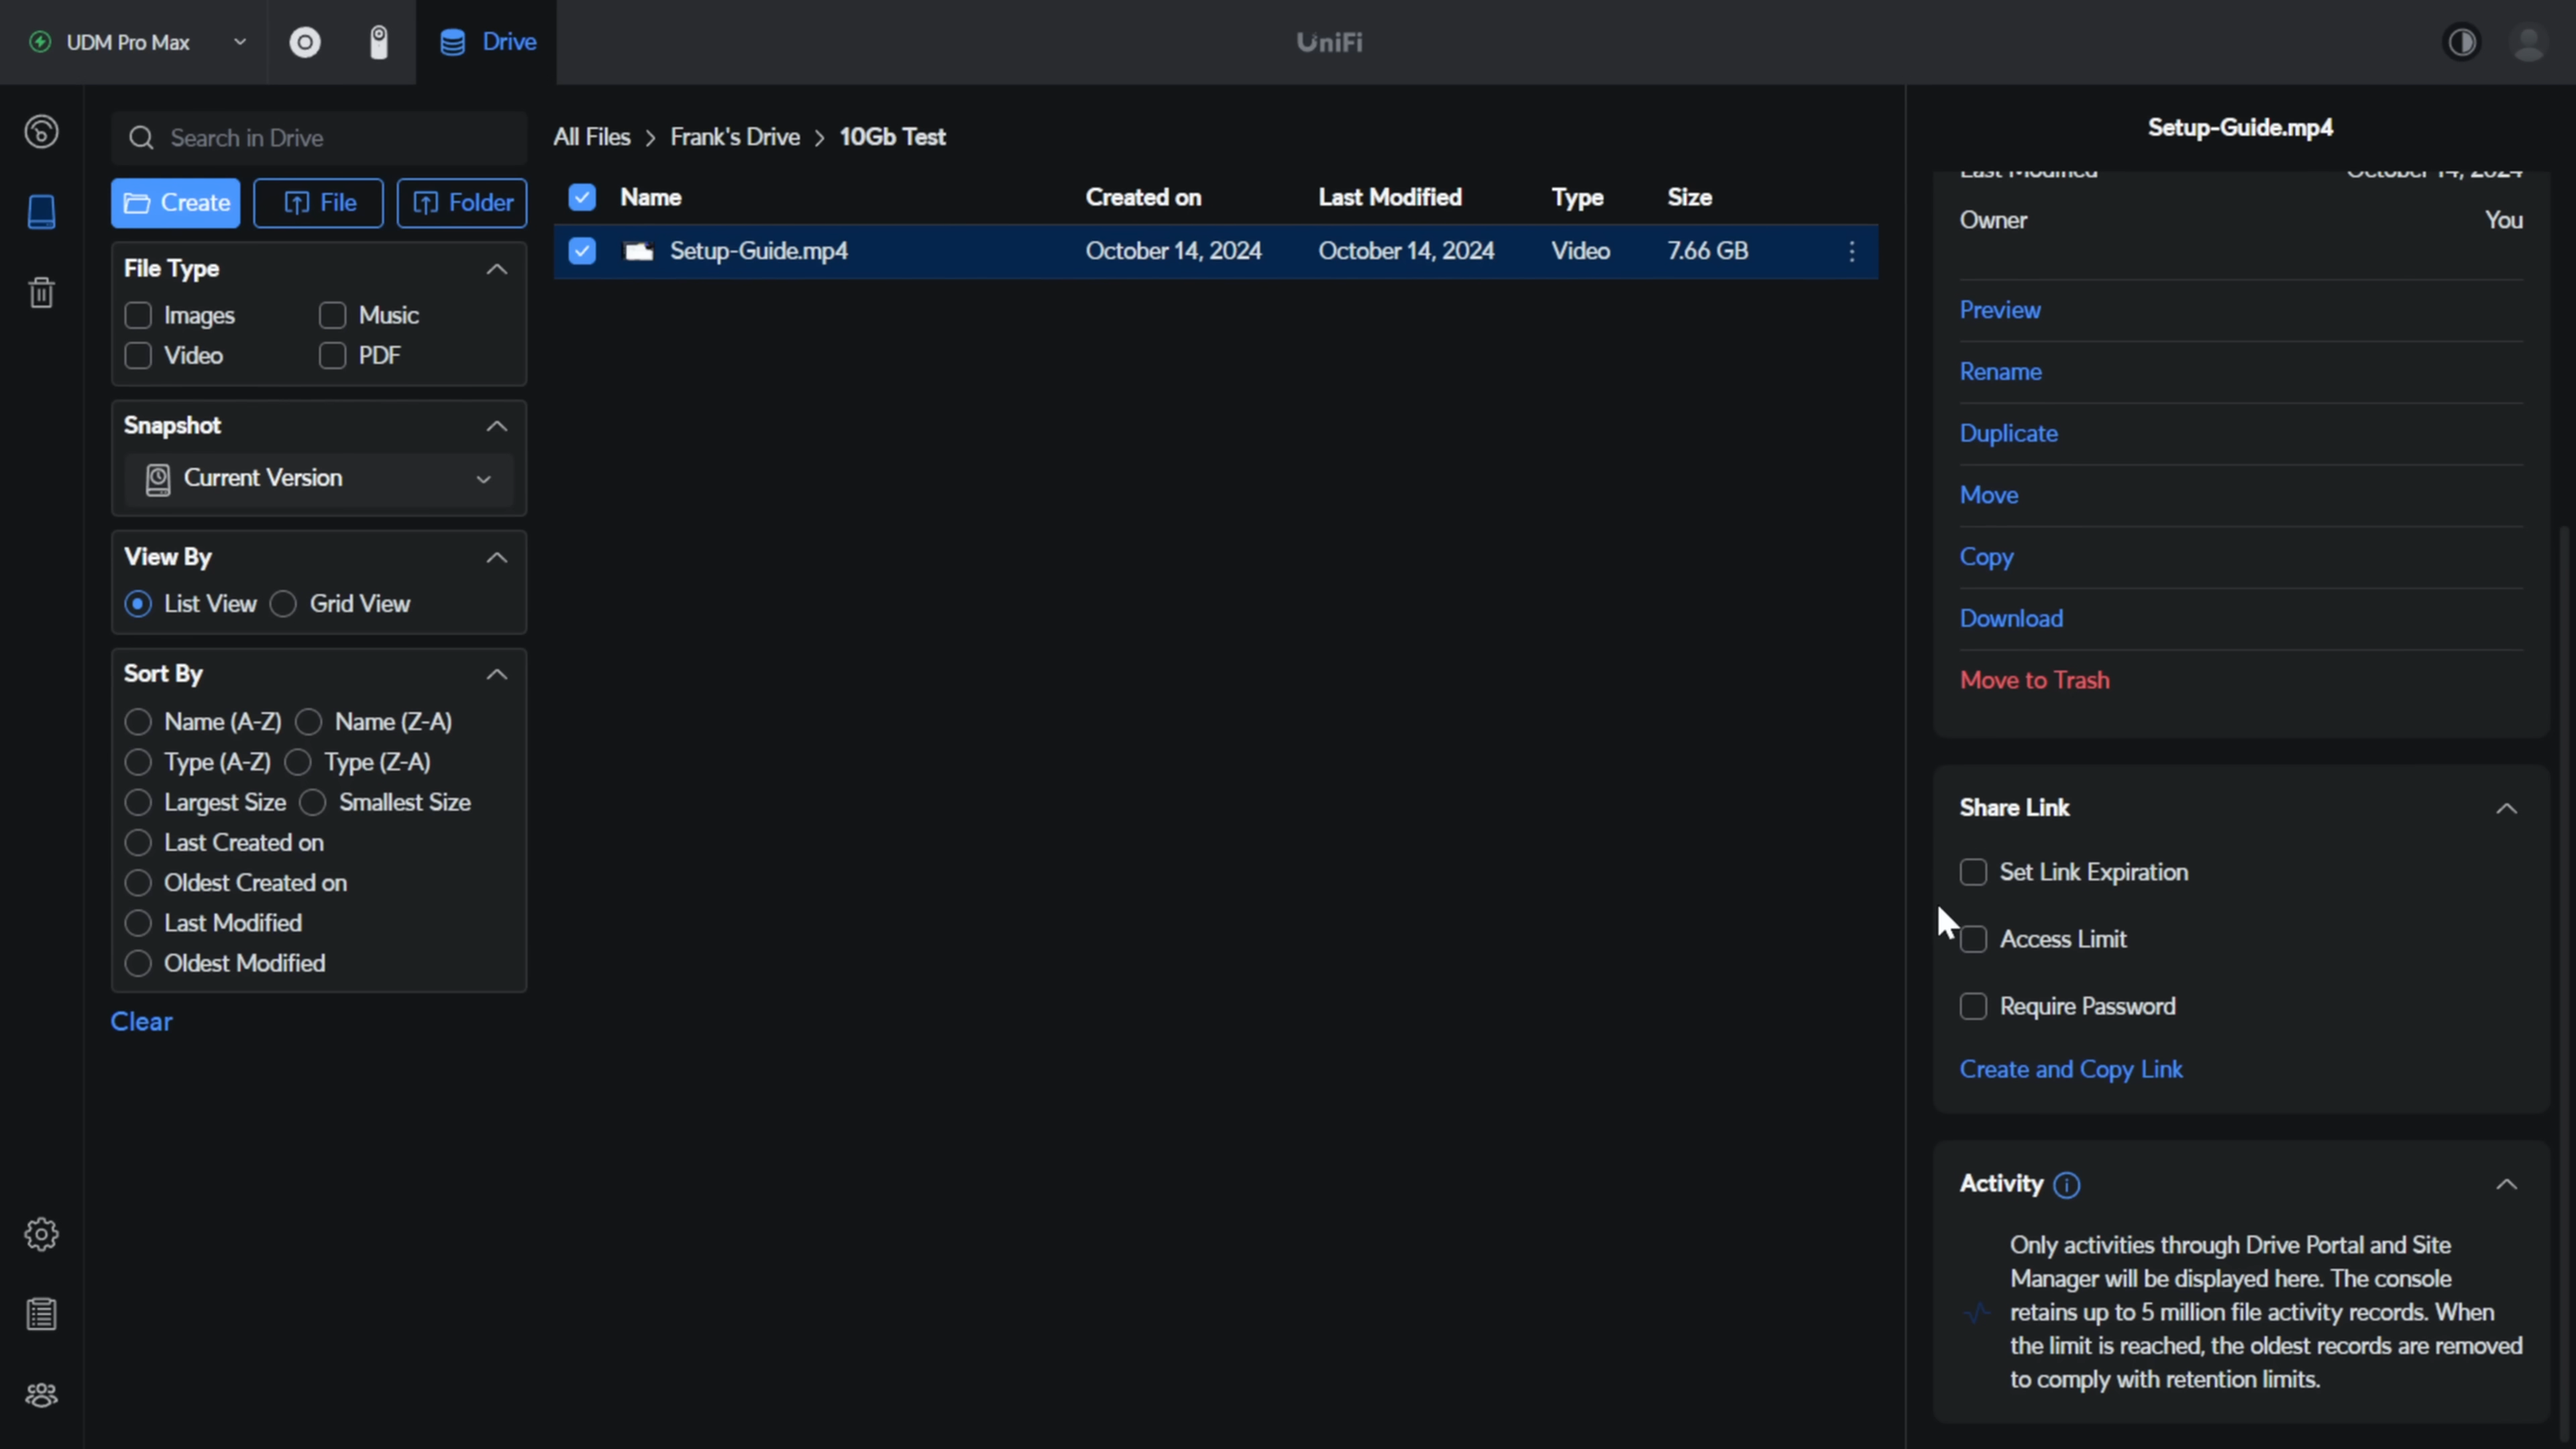 UDM Pro Max
Drive
UniFi
Search in Drive
Create
File
Folder
File Type
Images
Music
Video
PDF
Snapshot
Current Version
View By
List View
Grid View
Sort By
Name (A-Z)
Name (Z-A)
Type (A-Z)
Type (Z-A)
Largest Size
Smallest Size
Last Created on
Oldest Created on
Last Modified
Oldest Modified
Clear
All Files > Frank's Drive > 10Gb Test
Name Created on Last Modified Type Size
Setup-Guide.mp4 October 14, 2024 October 14, 2024 Video 7.66 GB
Setup-Guide.mp4
Last Modified October 14, 2024
Owner You
Preview
Rename
Duplicate
Move
Copy
Download
Move to Trash
Share Link
Set Link Expiration
Access Limit
Require Password
Create and Copy Link
Activity
Only activities through Drive Portal and Site
Manager will be displayed here. The console
retains up to 5 million file activity records. When
the limit is reached, the oldest records are removed
to comply with retention limits.